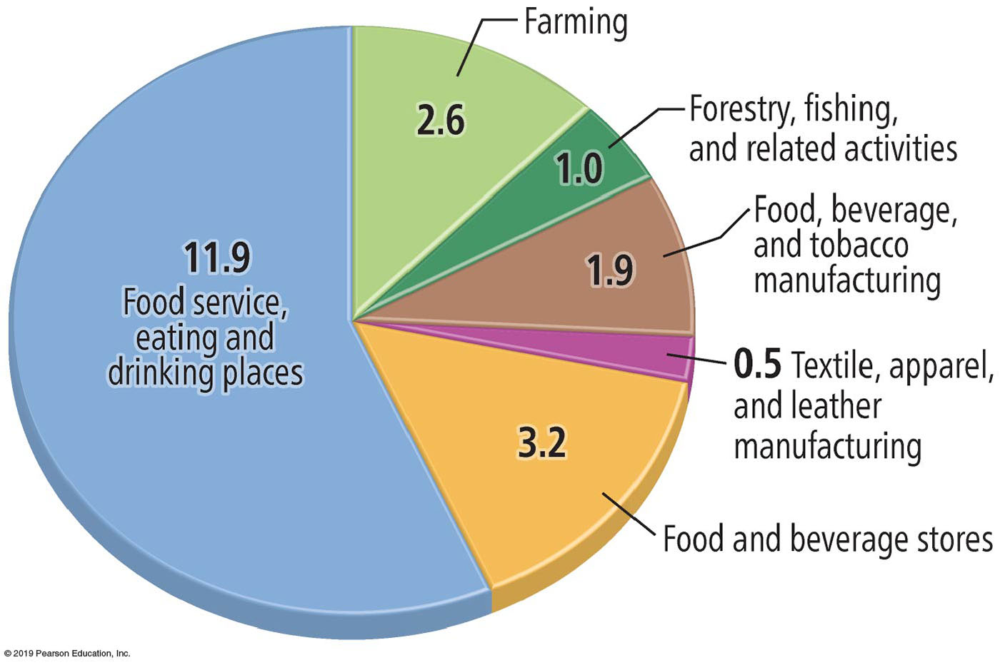 Farming
2.6
Forestry, fishing,
and related activities
1.0
Food, beverage,
and tobacco
manufacturing
1.9
11.9
Food service,
eating and
drinking places
0.5 Textile, apparel,
and leather
manufacturing
3.2
Food and beverage stores
© 2019 Pearson Education, Inc.